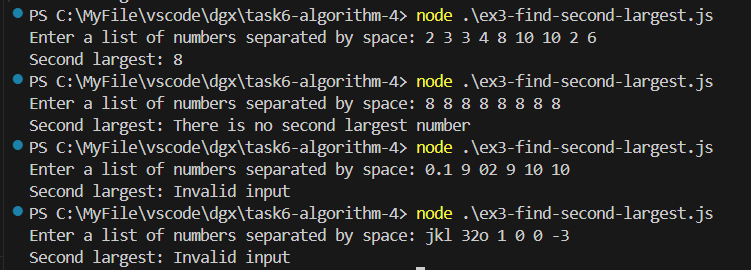 PS C:\MyFile\vscode\dgx\task6-algorithm-4> node .\ex3-find-second-largest.js
Enter a list of numbers separated by space: 2 3 3 4 8 10 10 2 6
Second largest: 8
PS C:\MyFile\vscode\dgx\task6-algorithm-4> node .\ex3-find-second-largest.js
Enter a list of numbers separated by space: 8 8 8 8 8 8 8 8
Second largest: There is no second largest number
PS C:\MyFile\vscode\dgx\task6-algorithm-4> node .\ex3-find-second-largest.js
Enter a list of numbers separated by space: 0.1 9 02 9 10 10
Second largest: Invalid input
PS C:\MyFile\vscode\dgx\task6-algorithm-4> node .\ex3-find-second-largest.js
Enter a list of numbers separated by space: jkl 32o 1 0 0 -3
Second largest: Invalid input